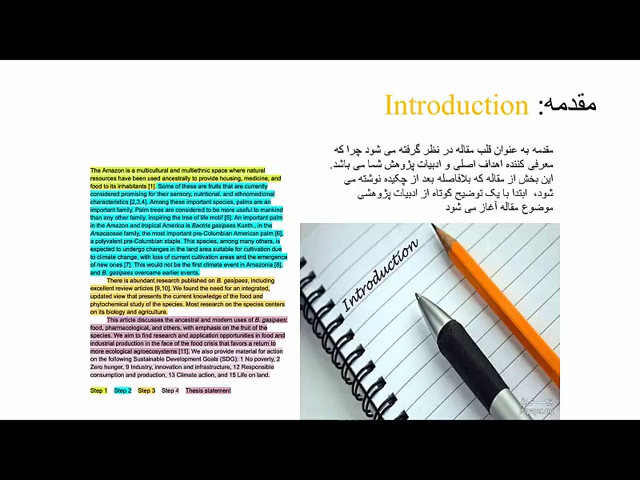 مقدمه: Introduction
مقدمه به عنوان قلب مقاله در نظر گرفته می شود چرا که
معرفی کننده اهداف اصلی و ادبیات پژوهش شما می باشد.
این بخش از مقاله که بلافاصله بعد از چکیده نوشته می
شود، ابتدا با یک توضیح کوتاه از ادبیات پژوهشی
موضوع مقاله آغاز می شود
The Amazon is a multicultural and multiethnic space where natural
resources have been used ancestrally to provide housing, medicine, and
food to its inhabitants [1]. Some of these are fruits that are currently
considered promising for their sensory, nutritional, and ethnomedicinal
characteristics [2,3,4]. Among these important species, palms are an
important family. Palm trees are considered to be more useful to mankind
than any other family, inspiring the tree of life motif [5]. An important palm
in the Amazon and tropical America is Bactris gasipaes Kunth., in the
Arecaceae family, the most important pre-Columbian American palm [6],
a polyvalent pre-Columbian staple. This species, among many others, is
expected to undergo changes in the land area suitable for cultivation due
to climate change, with loss of current cultivation areas and the emergence
of new ones [7]. This would not be the first climate event in Amazonia [8],
and B. gasipaes overcame earlier events.
There is abundant research published on B. gasipaes, including
excellent review articles [9,10]. We found the need for an integrated,
updated view that presents the current knowledge of the food and
phytochemical study of the species. Most research on the species centers
on its biology and agriculture.
This article discusses the ancestral and modern uses of B. gasipaes:
food, pharmacological, and others, with emphasis on the fruit of the
species. We aim to find research and application opportunities in food and
industrial production in the face of the food crisis that favors a return to
more ecological agroecosystems [11]. We also provide material for action
on the following Sustainable Development Goals (SDG): 1 No poverty, 2
Zero hunger, 9 Industry, innovation and infrastructure, 12 Responsible
consumption and production, 13 Climate action, and 15 Life on land.
Step 1 Step 2 Step 3 Step 4 Thesis statement
Introduction